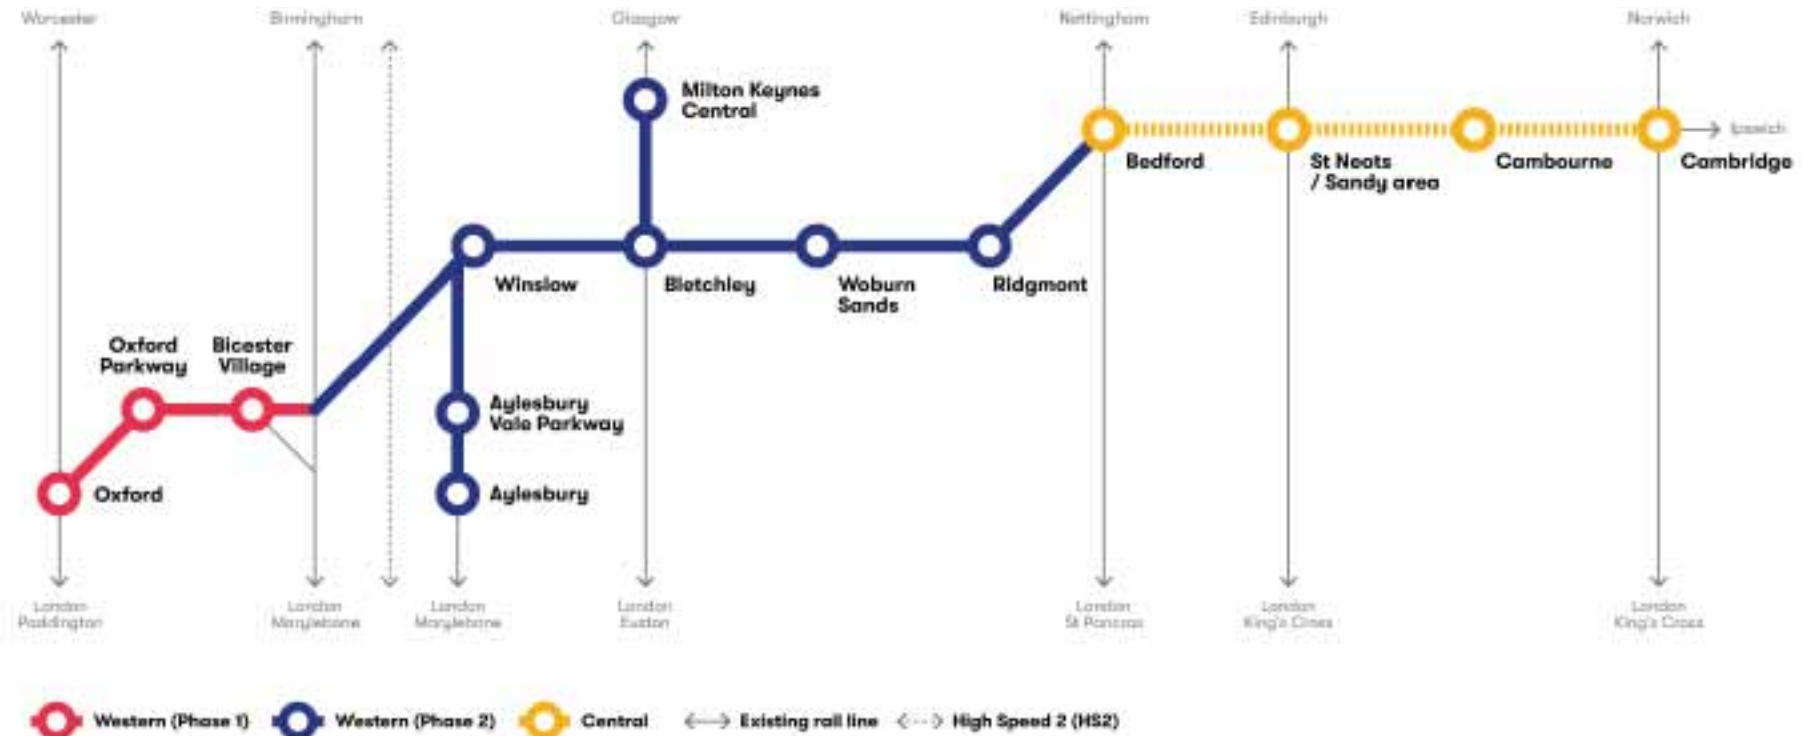 Worcester
Birmingham
Glasgow
Nottingham
Edinburgh
Norwich
Milton Keynes
Central
Ipswich
Bedford
St Neots
/ Sandy area
Cambourne
Cambridge
Winslow
Bletchley
Woburn
Sands
Ridgmont
Oxford
Parkway
Bicester
Village
Aylesbury
Vale Parkway
Oxford
Aylesbury
London
Paddington
London
Marylebone
London
Marylebone
London
Euston
London
St Pancras
London
King's Cross
London
King's Cross
Western (Phase 1)
Western (Phase 2)
Central
Existing rail line
High Speed 2 (HS2)